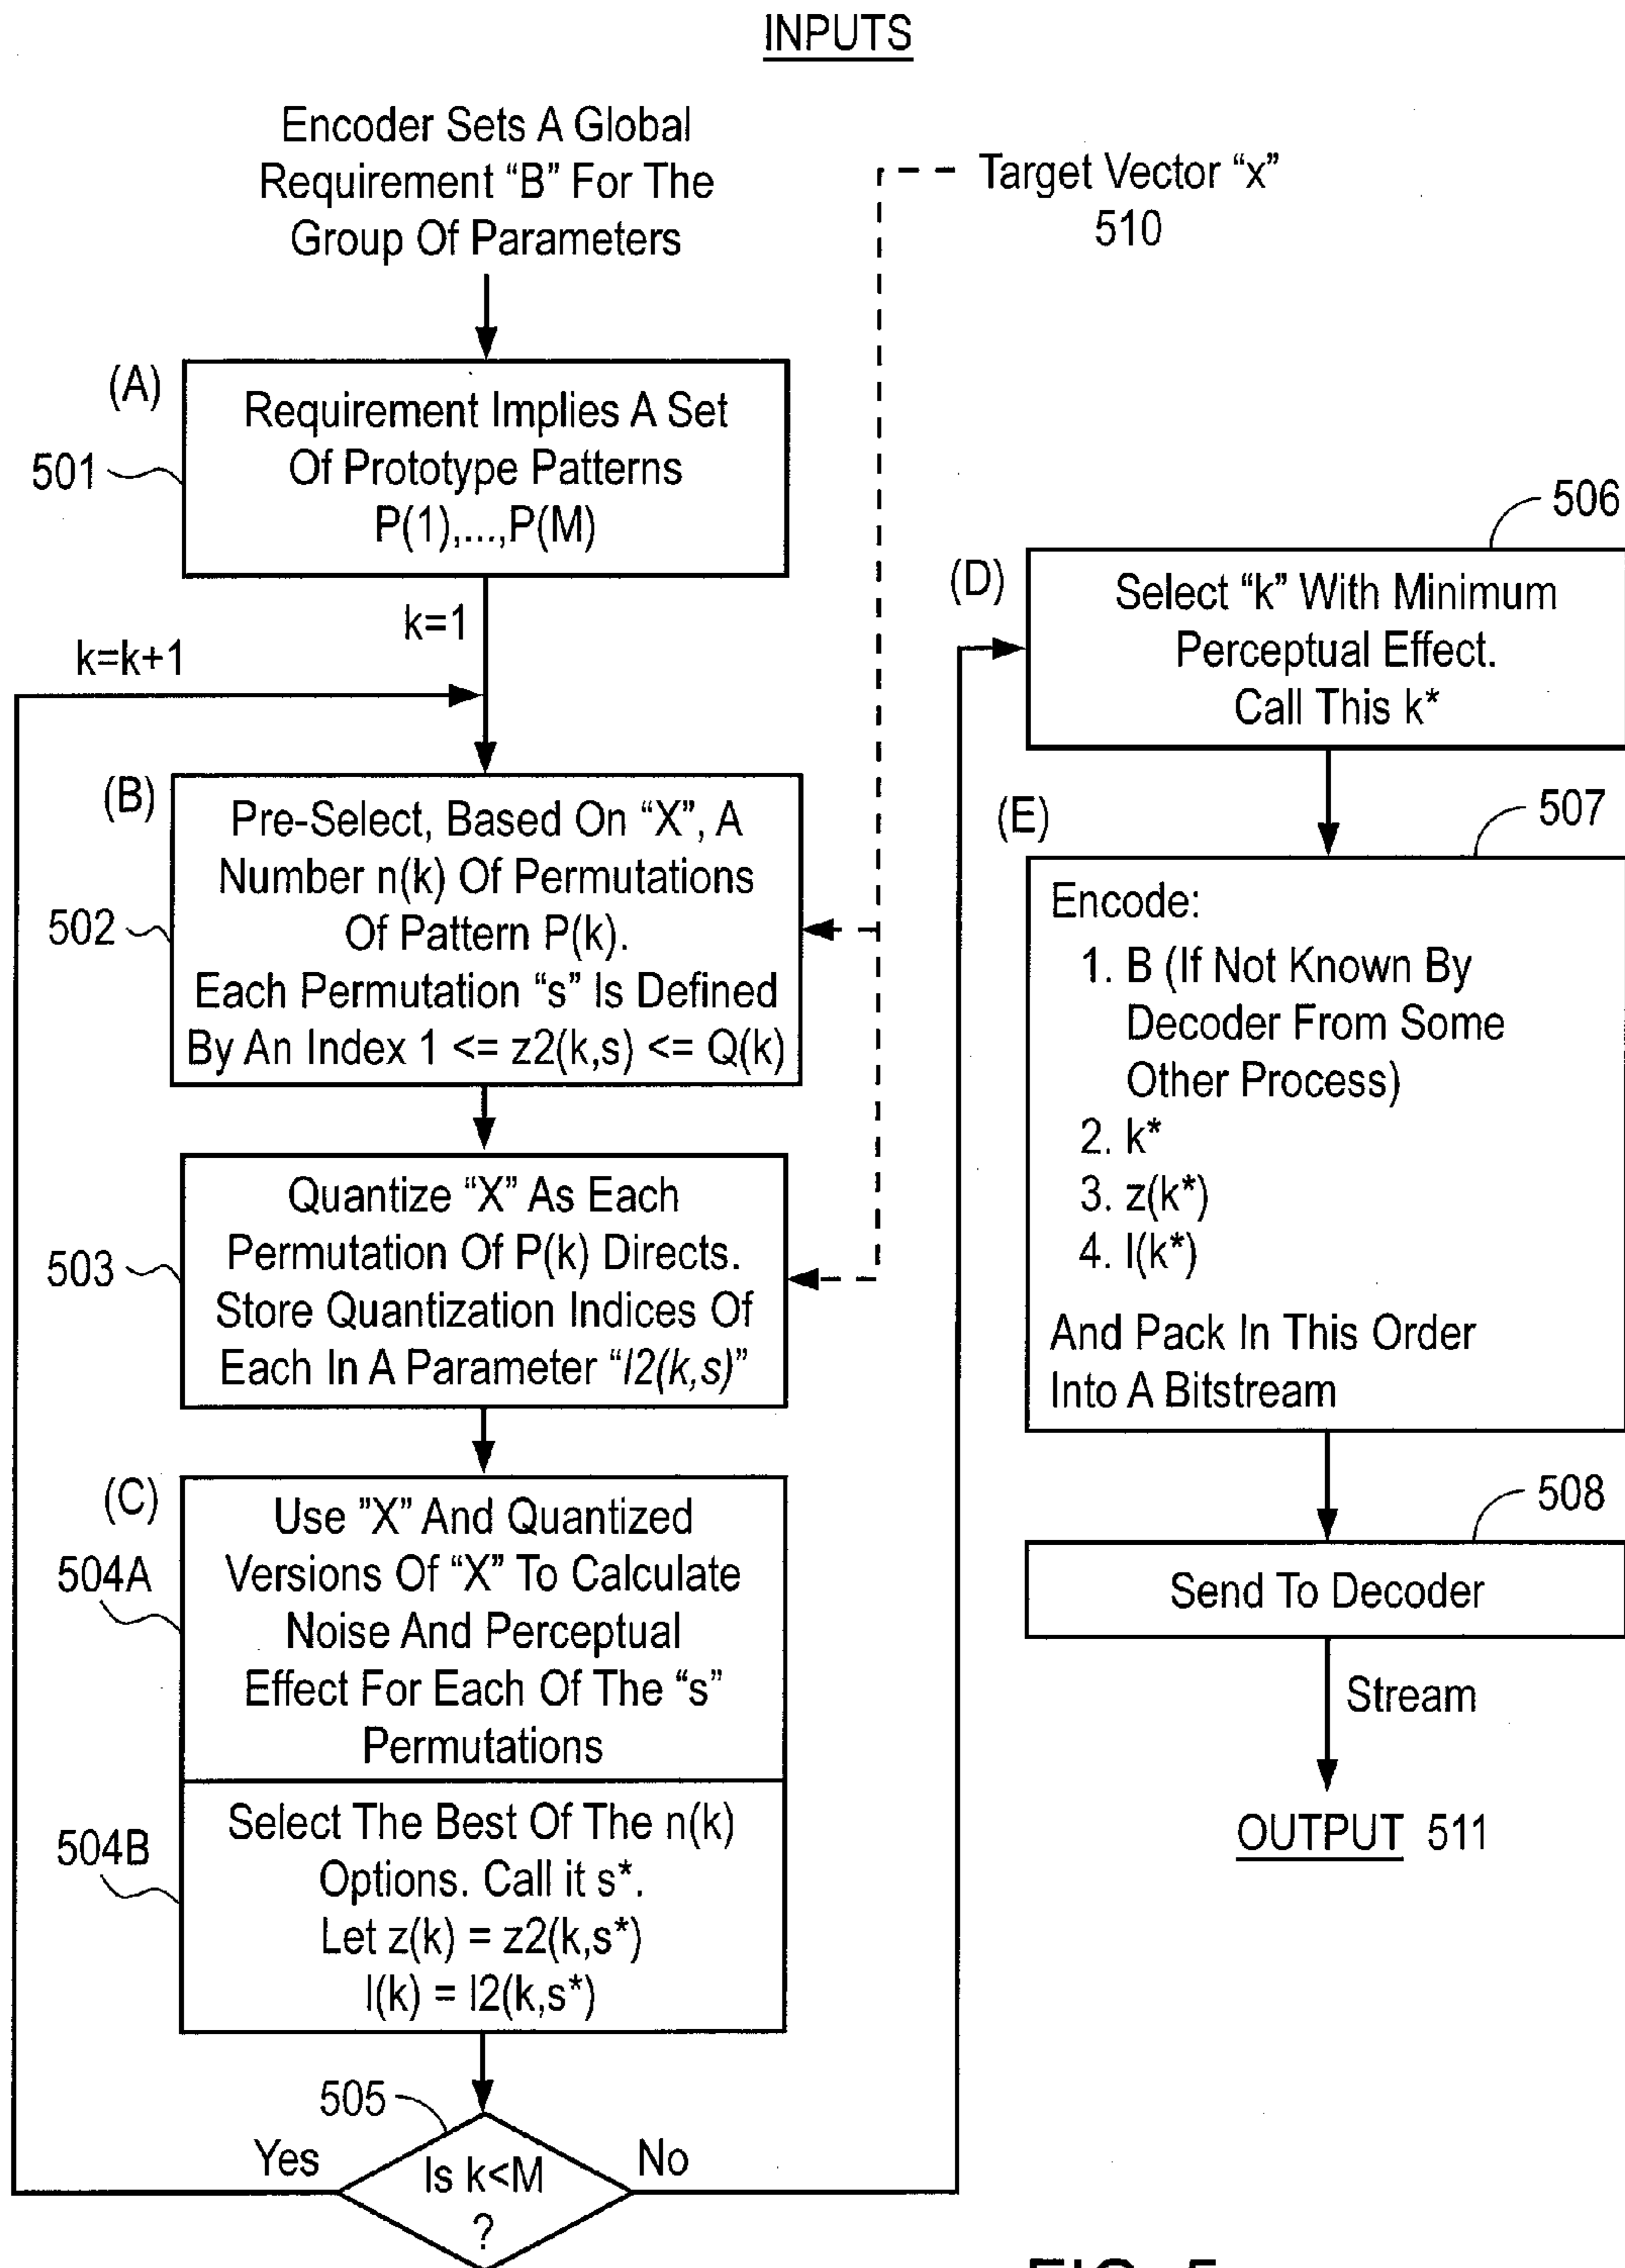 INPUTS
Encoder Sets A Global
Requirement “B” For The
Group Of Parameters
Target Vector “x”
510
(A)
501
Requirement Implies A Set
Of Prototype Patterns
P(1),...,P(M)
k=1
k=k+1
(B)
502
Pre-Select, Based On “X”, A
Number n(k) Of Permutations
Of Pattern P(k).
Each Permutation “s” Is Defined
By An Index 1 <= z2(k,s) <= Q(k)
503
Quantize “X” As Each
Permutation Of P(k) Directs.
Store Quantization Indices Of
Each In A Parameter “I2(k,s)”
(C)
504A
Use ”X” And Quantized
Versions Of “X” To Calculate
Noise And Perceptual
Effect For Each Of The “s”
Permutations
504B
Select The Best Of The n(k)
Options. Call it s*.
Let z(k) = z2(k,s*)
I(k) = I2(k,s*)
505
Yes
Is k<M
?
No
506
(D)
Select “k” With Minimum
Perceptual Effect.
Call This k*
507
(E)
Encode:
1. B (If Not Known By
Decoder From Some
Other Process)
2. k*
3. z(k*)
4. I(k*)
And Pack In This Order
Into A Bitstream
508
Send To Decoder
Stream
OUTPUT 511